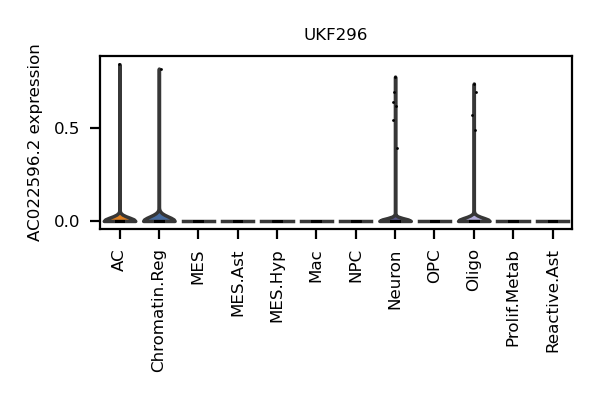 UKF296
AC022596.2 expression
0.5
0.0
AC
Chromatin.Reg
MES
MES.Ast
MES.Hyp
Mac
NPC
Neuron
OPC
Oligo
Prolif.Metab
Reactive.Ast